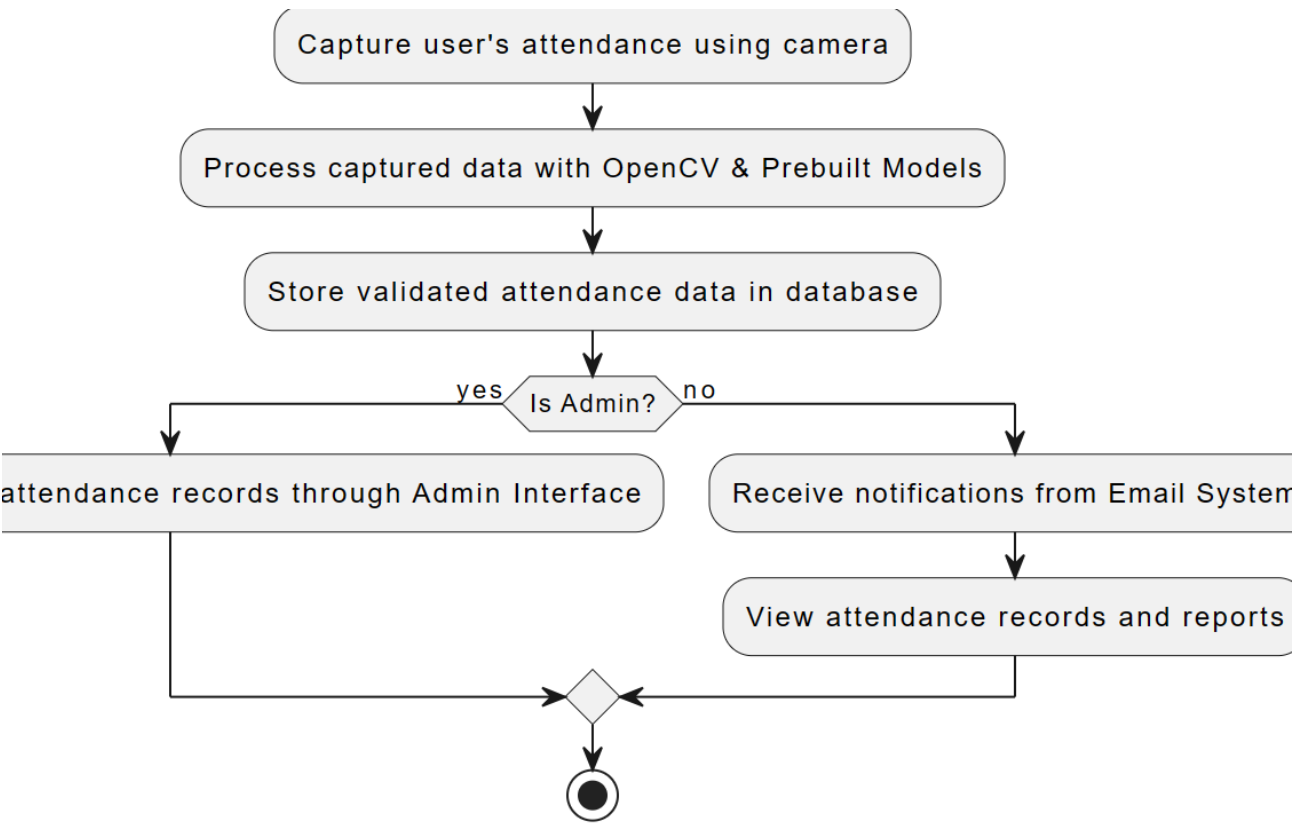 Capture user's attendance using camera
Process captured data with OpenCV & Prebuilt Models
Store validated attendance data in database
yes
Is Admin?
no
attendance records through Admin Interface
Receive notifications from Email System
View attendance records and reports